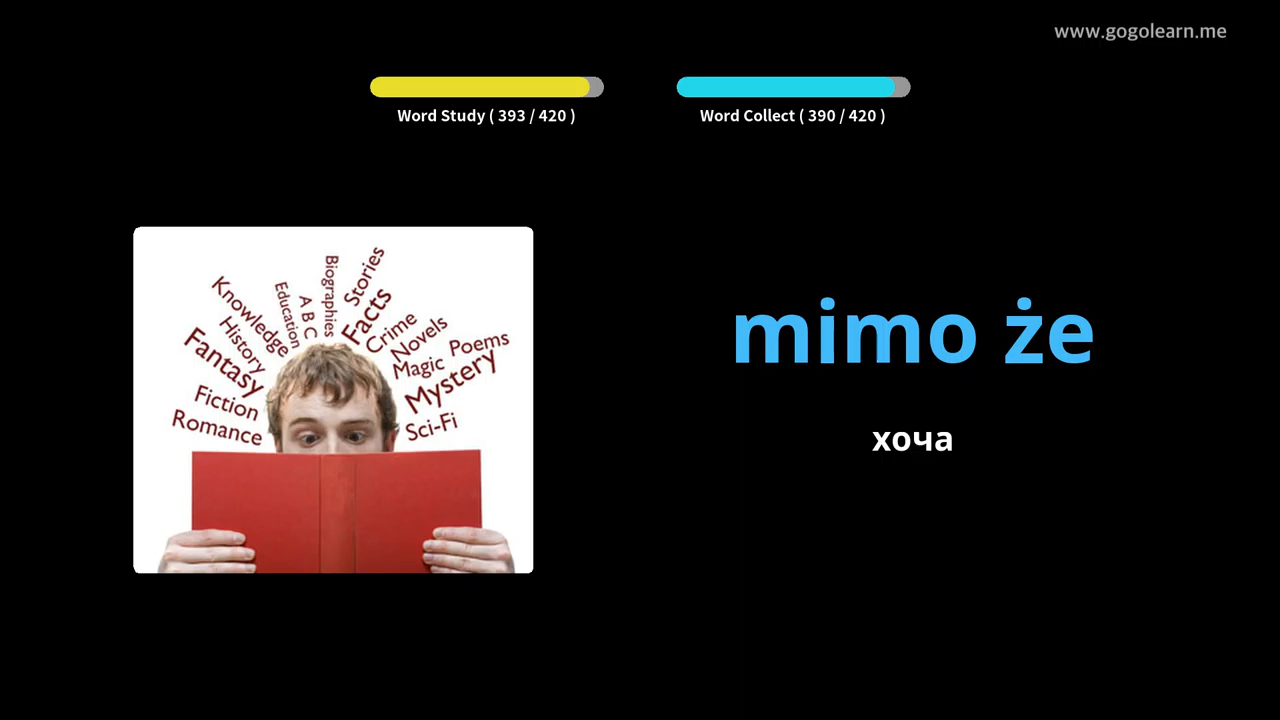 www.gogolearn.me
Word Study ( 393 / 420 )
Word Collect ( 390 / 420 )
Biographies
Stories
Education
A B C
Facts
Knowledge
Crime
History
Novels
Fantasy
Magic
Poems
Mystery
Fiction
Romance
Sci-Fi
mimo że
хоча